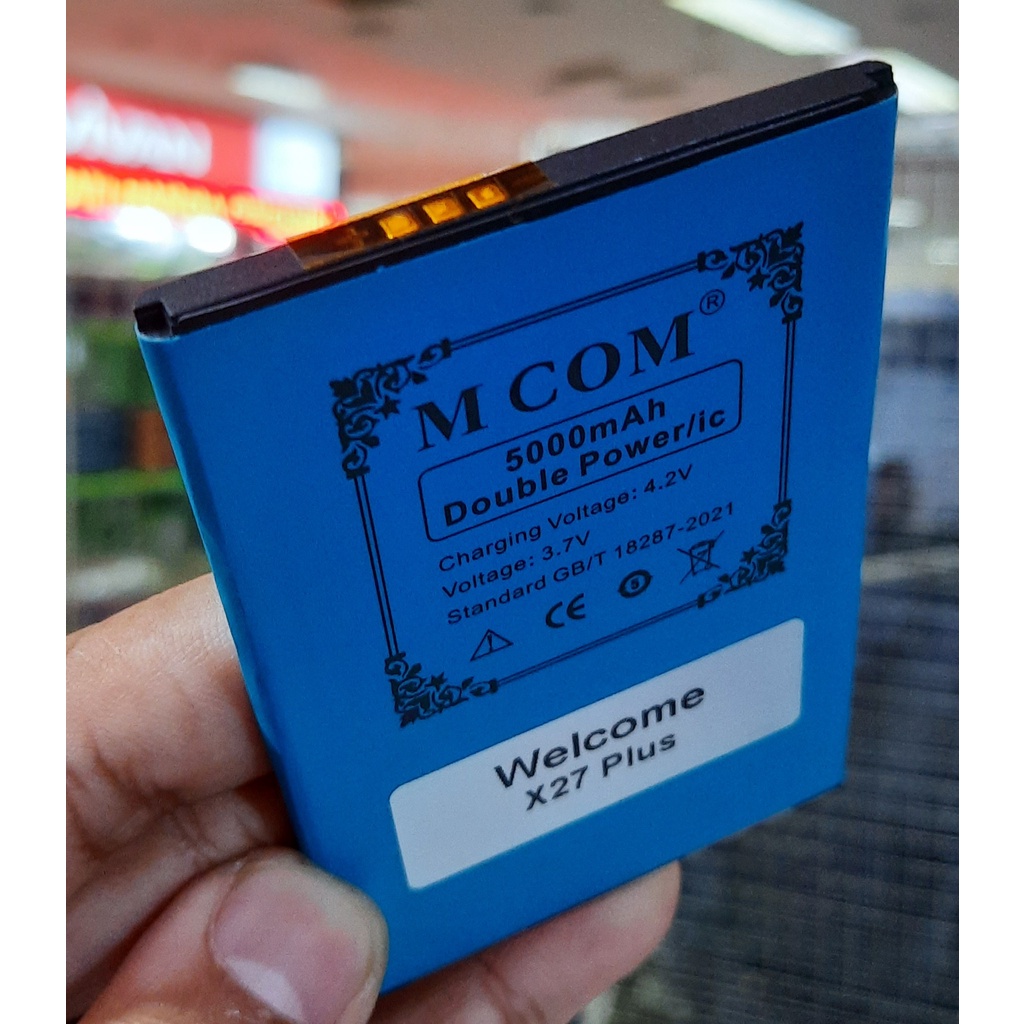 M COM®
5000mAh
Double Power/ic
Charging Voltage: 4.2V
Voltage: 3.7V
Standard GB/T 18287-2021
CE
Welcome
X27 Plus